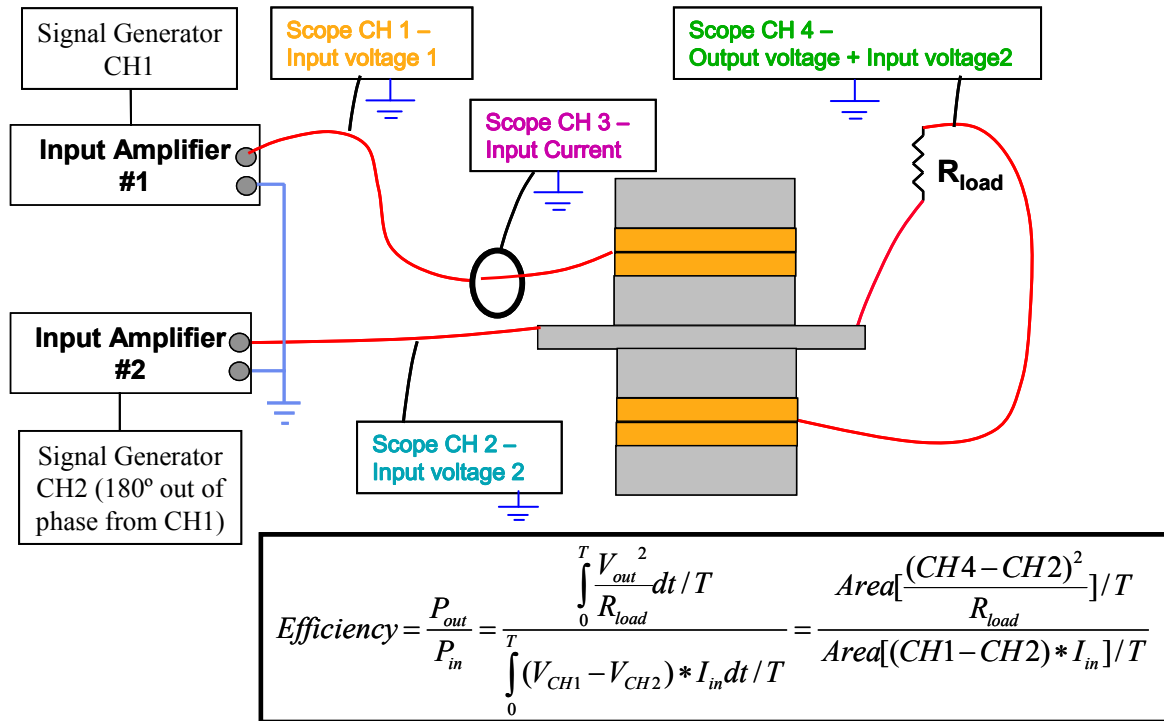 Signal Generator
CH1
Scope CH 1 –
Input voltage 1
Scope CH 4 –
Output voltage + Input voltage2
Input Amplifier
#1
Scope CH 3 –
Input Current
R_load
Input Amplifier
#2
Scope CH 2 –
Input voltage 2
Signal Generator
CH2 (180º out of
phase from CH1)
Efficiency = P_out / P_in = (∫_0^T V_out^2 / R_load dt / T) / (∫_0^T (V_CH1 − V_CH2) * I_in dt / T) = (Area[(CH4 − CH2)^2 / R_load] / T) / (Area[(CH1 − CH2) * I_in] / T)